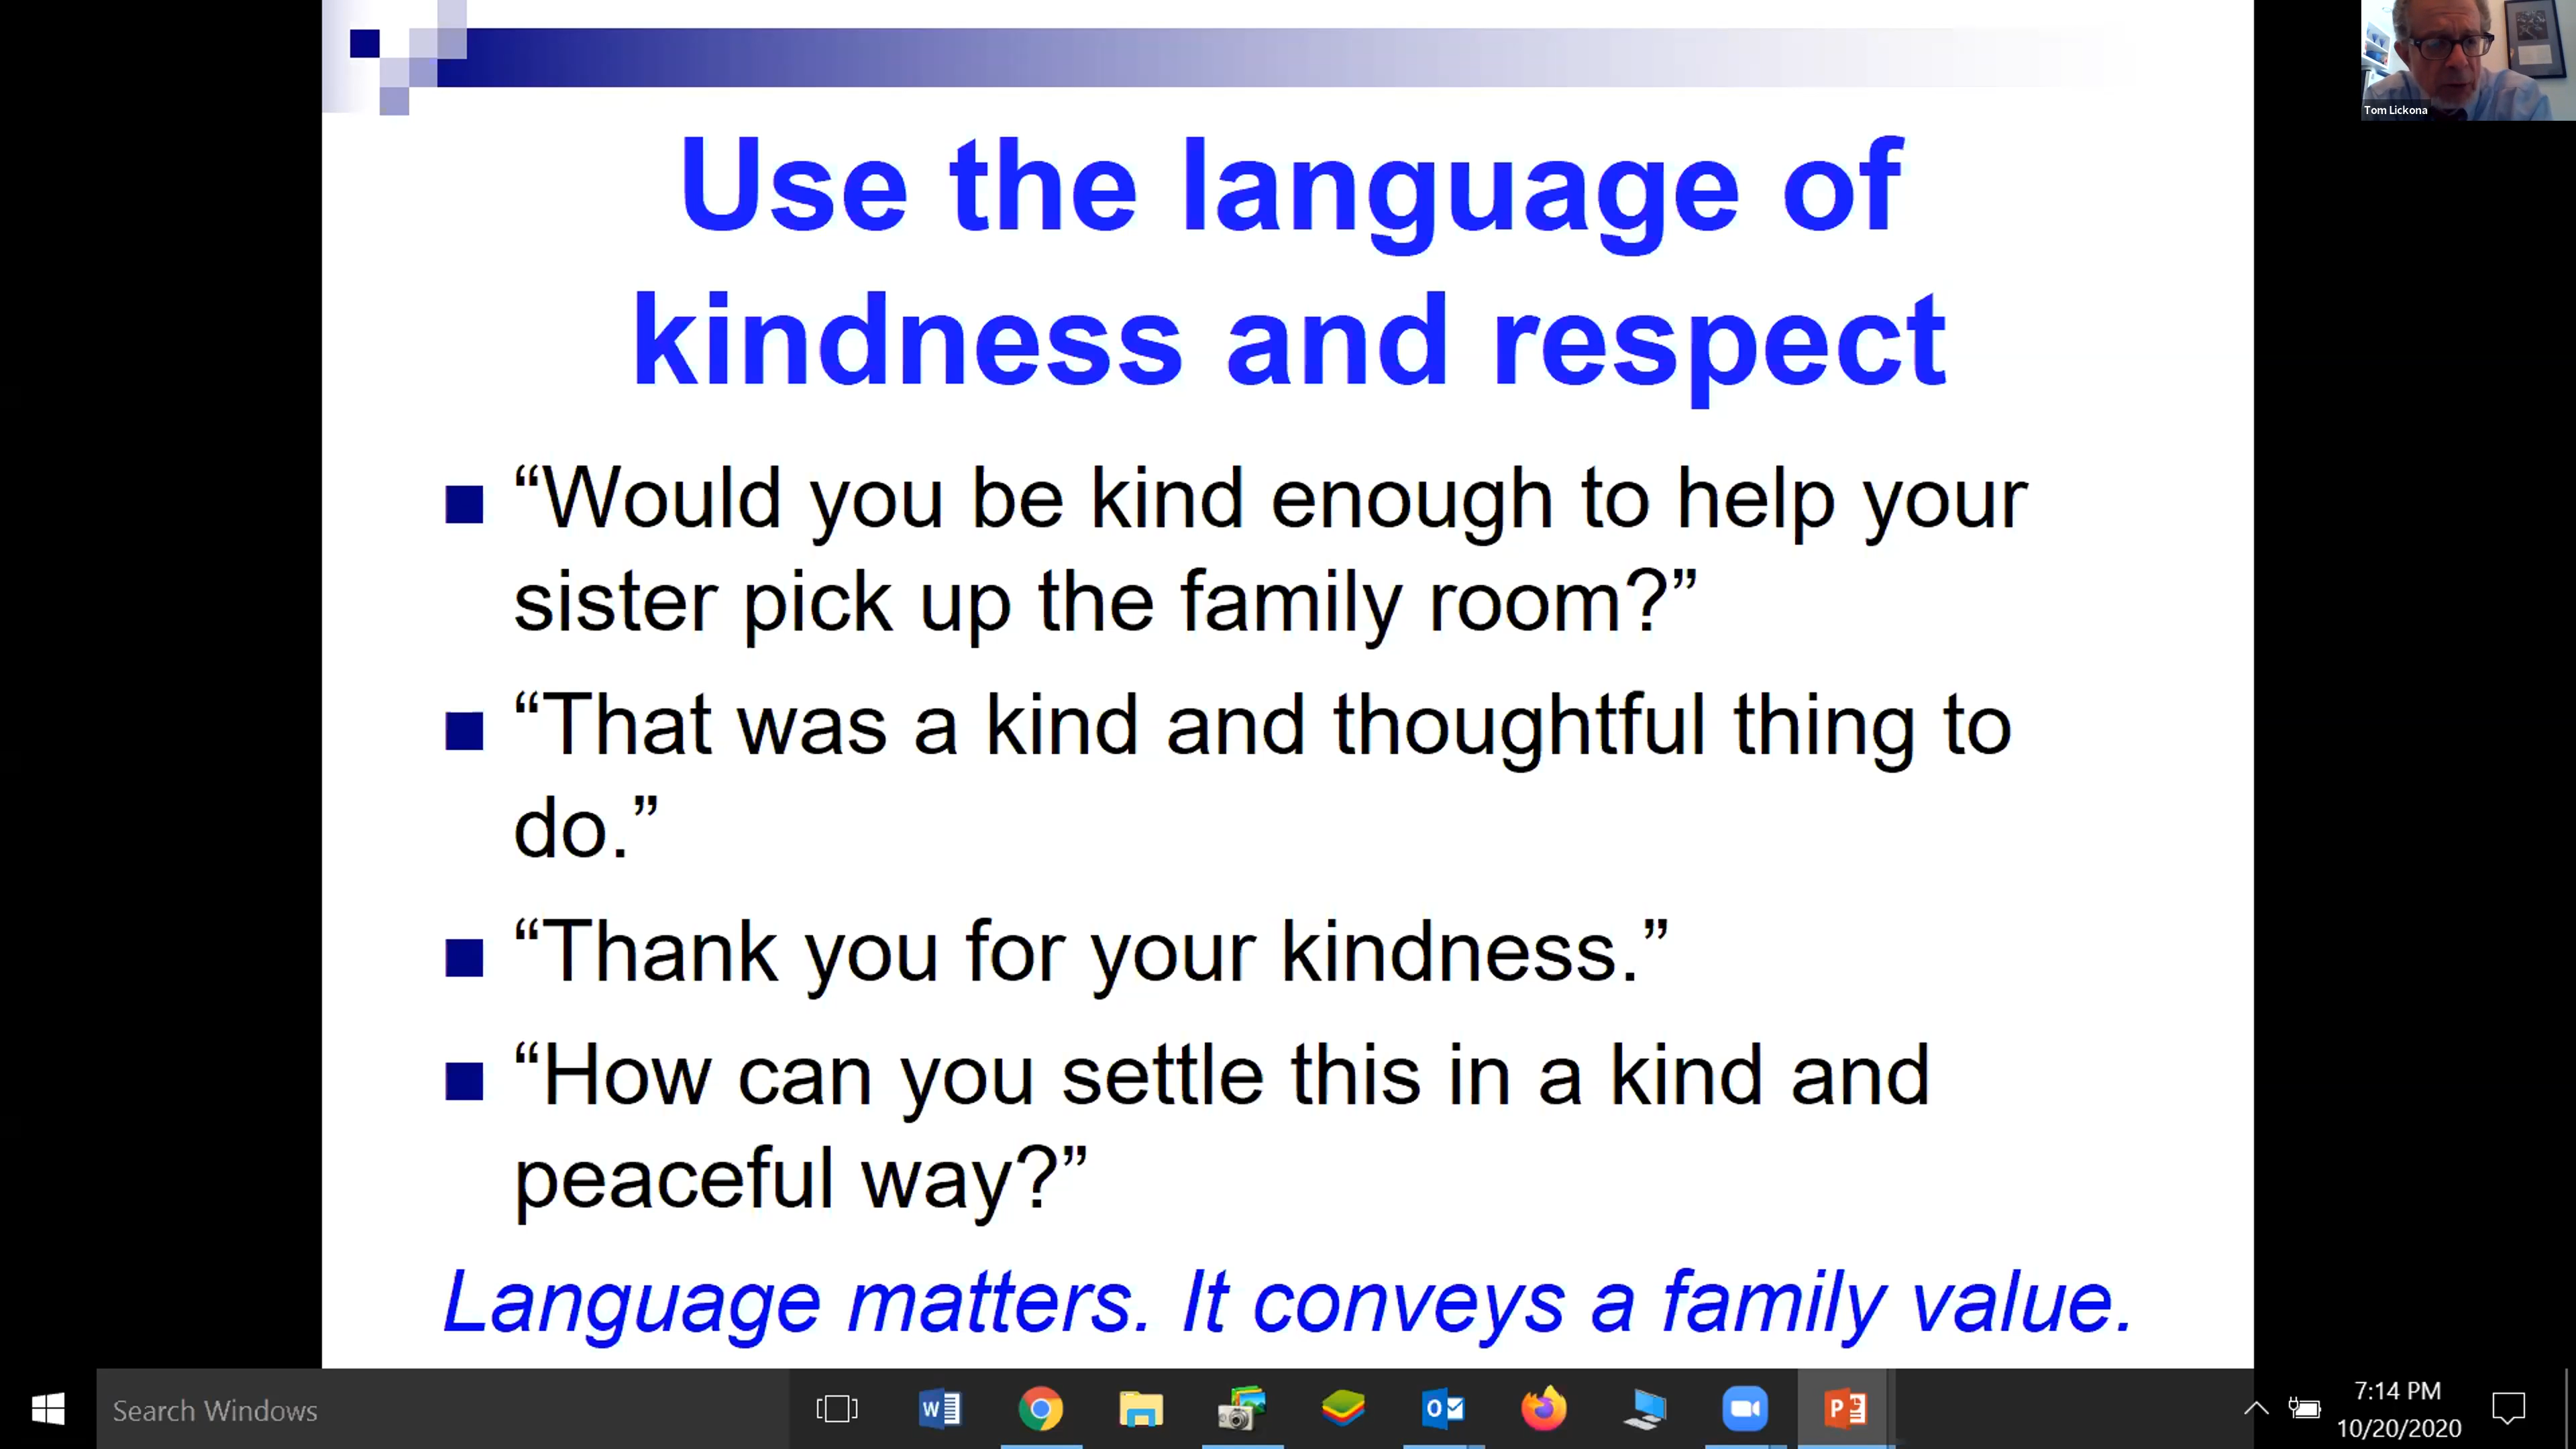 Tom Lickona
Use the language of
kindness and respect
“Would you be kind enough to help your
sister pick up the family room?”
“That was a kind and thoughtful thing to
do.”
“Thank you for your kindness.”
“How can you settle this in a kind and
peaceful way?”
Language matters. It conveys a family value.
Search Windows
7:14 PM
10/20/2020